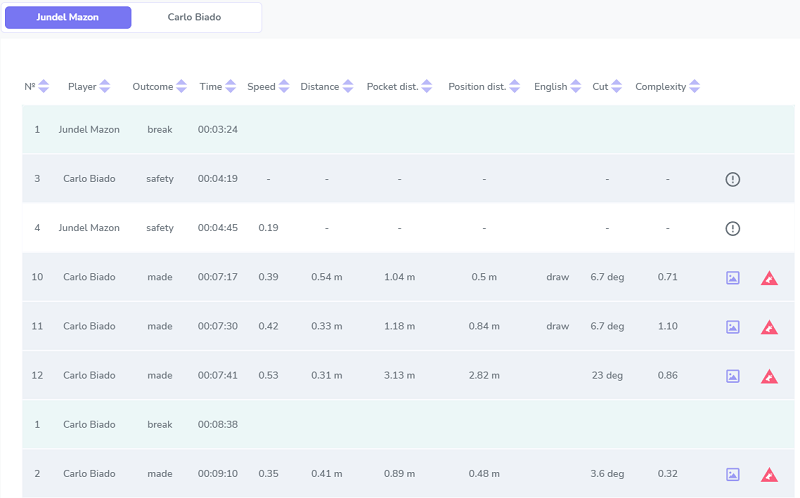 Jundel Mazon Carlo Biado
Nº Player Outcome Time Speed Distance Pocket dist. Position dist. English Cut Complexity
1 Jundel Mazon break 00:03:24
3 Carlo Biado safety 00:04:19 - - - - - -
4 Jundel Mazon safety 00:04:45 0.19 - - - - -
10 Carlo Biado made 00:07:17 0.39 0.54 m 1.04 m 0.5 m draw 6.7 deg 0.71
11 Carlo Biado made 00:07:30 0.42 0.33 m 1.18 m 0.84 m draw 6.7 deg 1.10
12 Carlo Biado made 00:07:41 0.53 0.31 m 3.13 m 2.82 m 23 deg 0.86
1 Carlo Biado break 00:08:38
2 Carlo Biado made 00:09:10 0.35 0.41 m 0.89 m 0.48 m 3.6 deg 0.32